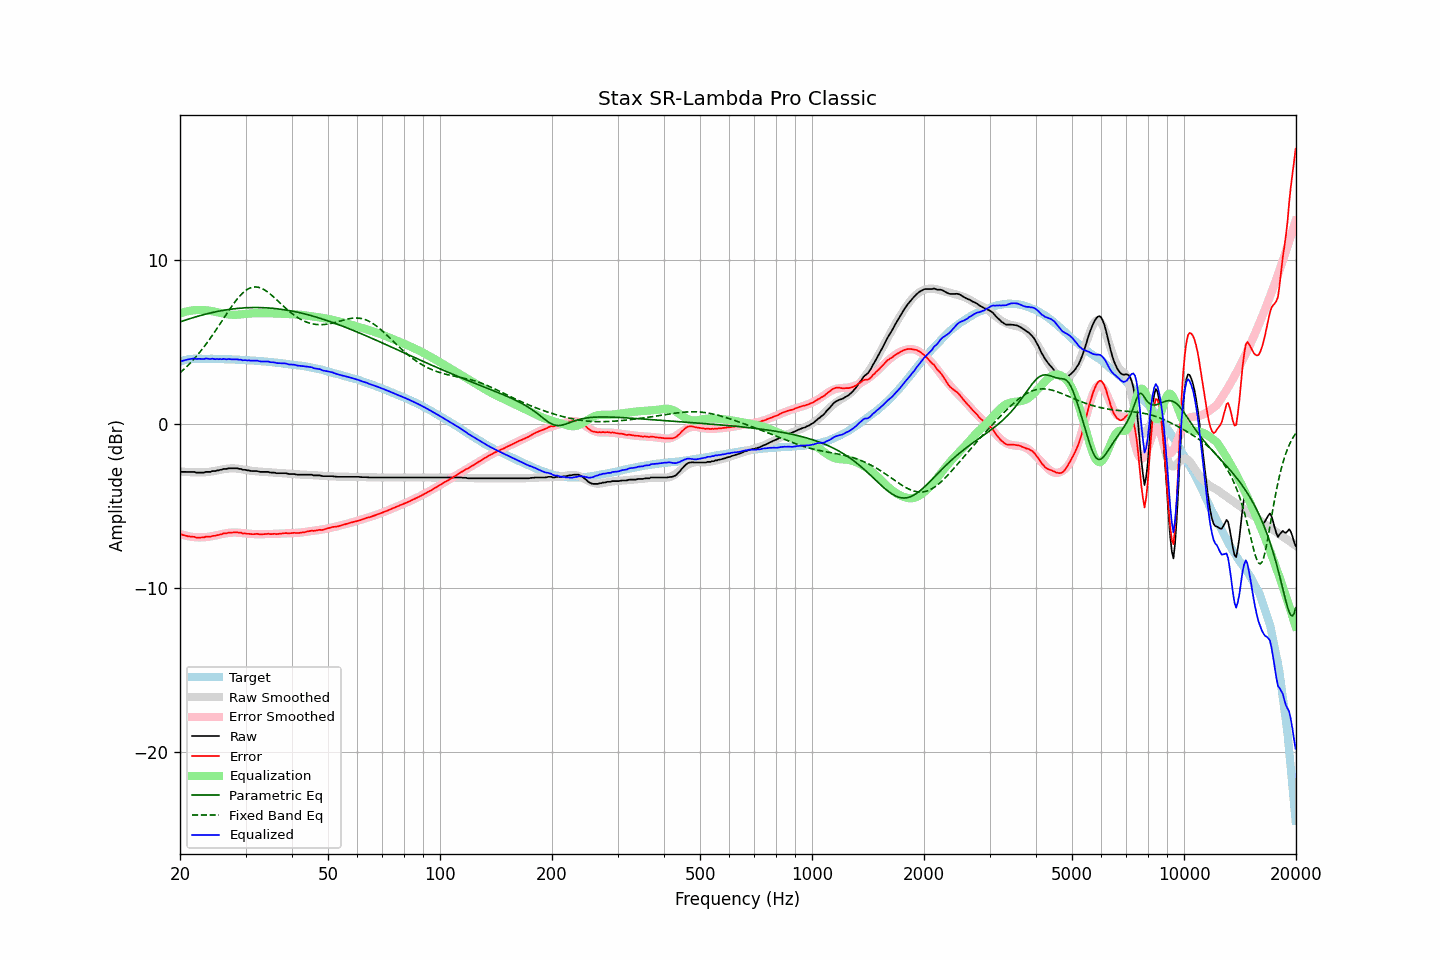 Stax SR-Lambda Pro Classic
Amplitude (dBr)
10
0
−10
−20
Target
Raw Smoothed
Error Smoothed
Raw
Error
Equalization
Parametric Eq
Fixed Band Eq
Equalized
20 50 100 200 500 1000 2000 5000 10000 20000
Frequency (Hz)